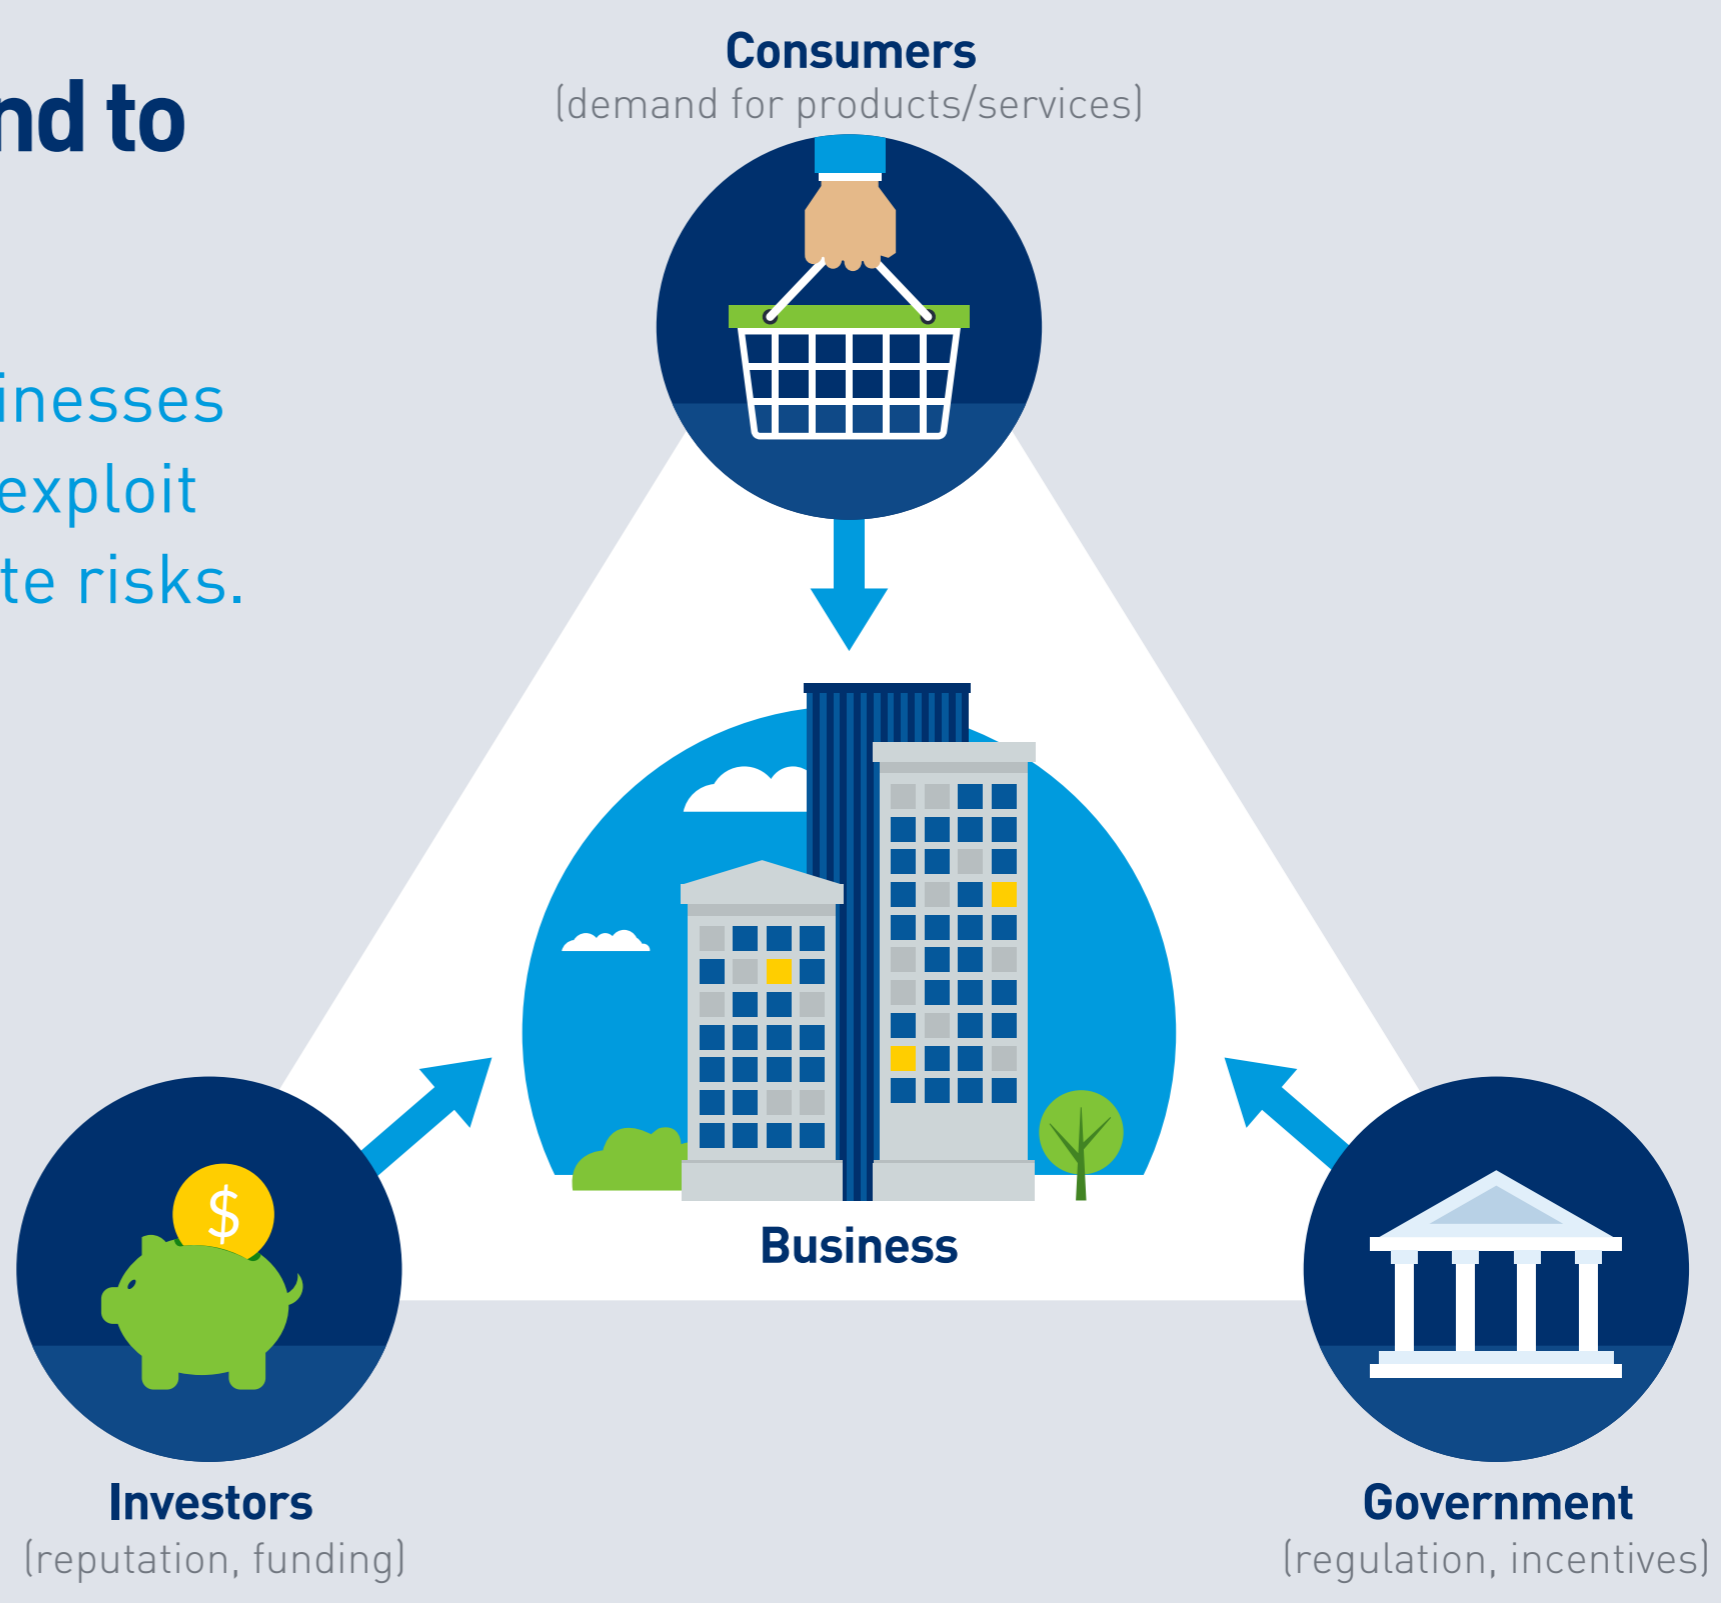 Consumers
(demand for products/services)
nd to
inesses
exploit
te risks.
$
Business
Investors
(reputation, funding)
Government
(regulation, incentives)